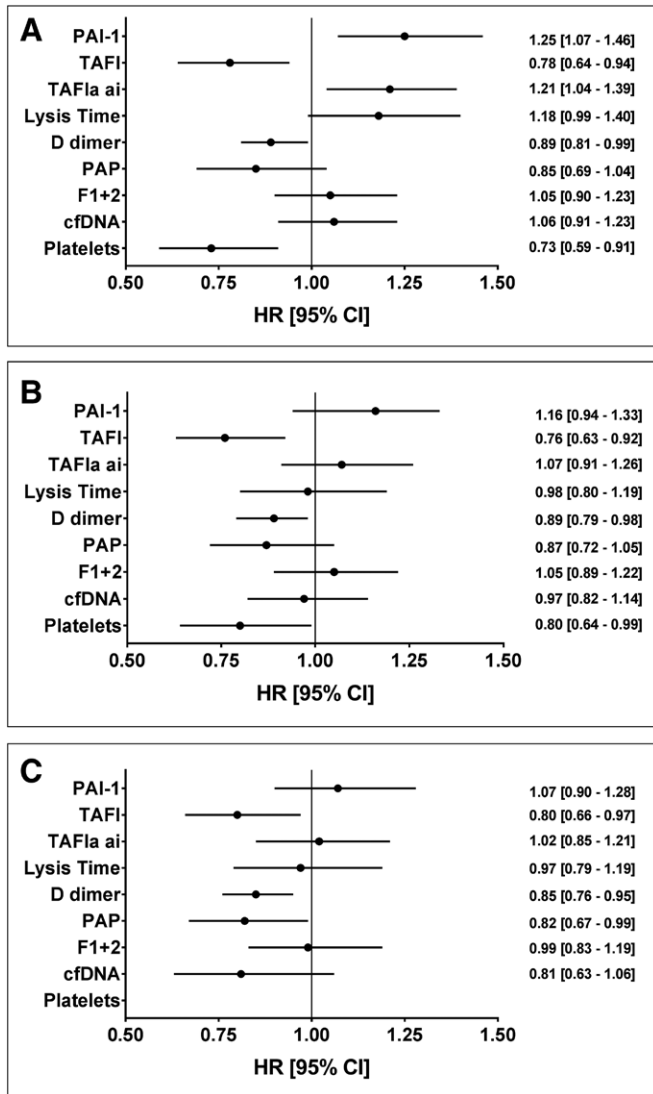 A
PAI-1 1.25 [1.07 - 1.46]
TAFI 0.78 [0.64 - 0.94]
TAFIa ai 1.21 [1.04 - 1.39]
Lysis Time 1.18 [0.99 - 1.40]
D dimer 0.89 [0.81 - 0.99]
PAP 0.85 [0.69 - 1.04]
F1+2 1.05 [0.90 - 1.23]
cfDNA 1.06 [0.91 - 1.23]
Platelets 0.73 [0.59 - 0.91]
0.50 0.75 1.00 1.25 1.50
HR [95% CI]
B
PAI-1 1.16 [0.94 - 1.33]
TAFI 0.76 [0.63 - 0.92]
TAFIa ai 1.07 [0.91 - 1.26]
Lysis Time 0.98 [0.80 - 1.19]
D dimer 0.89 [0.79 - 0.98]
PAP 0.87 [0.72 - 1.05]
F1+2 1.05 [0.89 - 1.22]
cfDNA 0.97 [0.82 - 1.14]
Platelets 0.80 [0.64 - 0.99]
0.50 0.75 1.00 1.25 1.50
HR [95% CI]
C
PAI-1 1.07 [0.90 - 1.28]
TAFI 0.80 [0.66 - 0.97]
TAFIa ai 1.02 [0.85 - 1.21]
Lysis Time 0.97 [0.79 - 1.19]
D dimer 0.85 [0.76 - 0.95]
PAP 0.82 [0.67 - 0.99]
F1+2 0.99 [0.83 - 1.19]
cfDNA 0.81 [0.63 - 1.06]
Platelets
0.50 0.75 1.00 1.25 1.50
HR [95% CI]